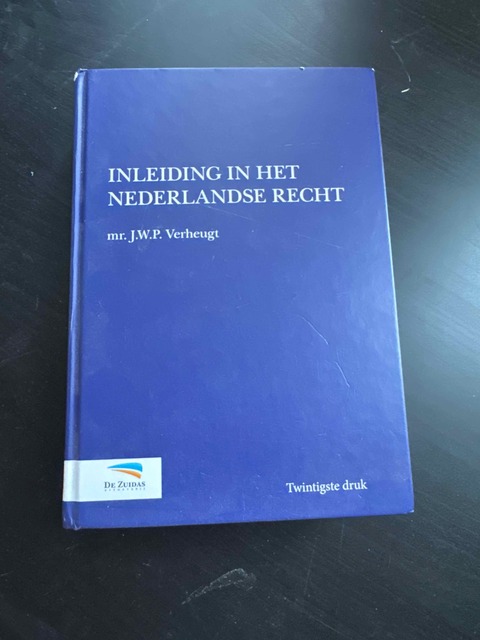 INLEIDING IN HET
NEDERLANDSE RECHT
mr. J.W.P. Verheugt
DE ZUIDAS
Twintigste druk